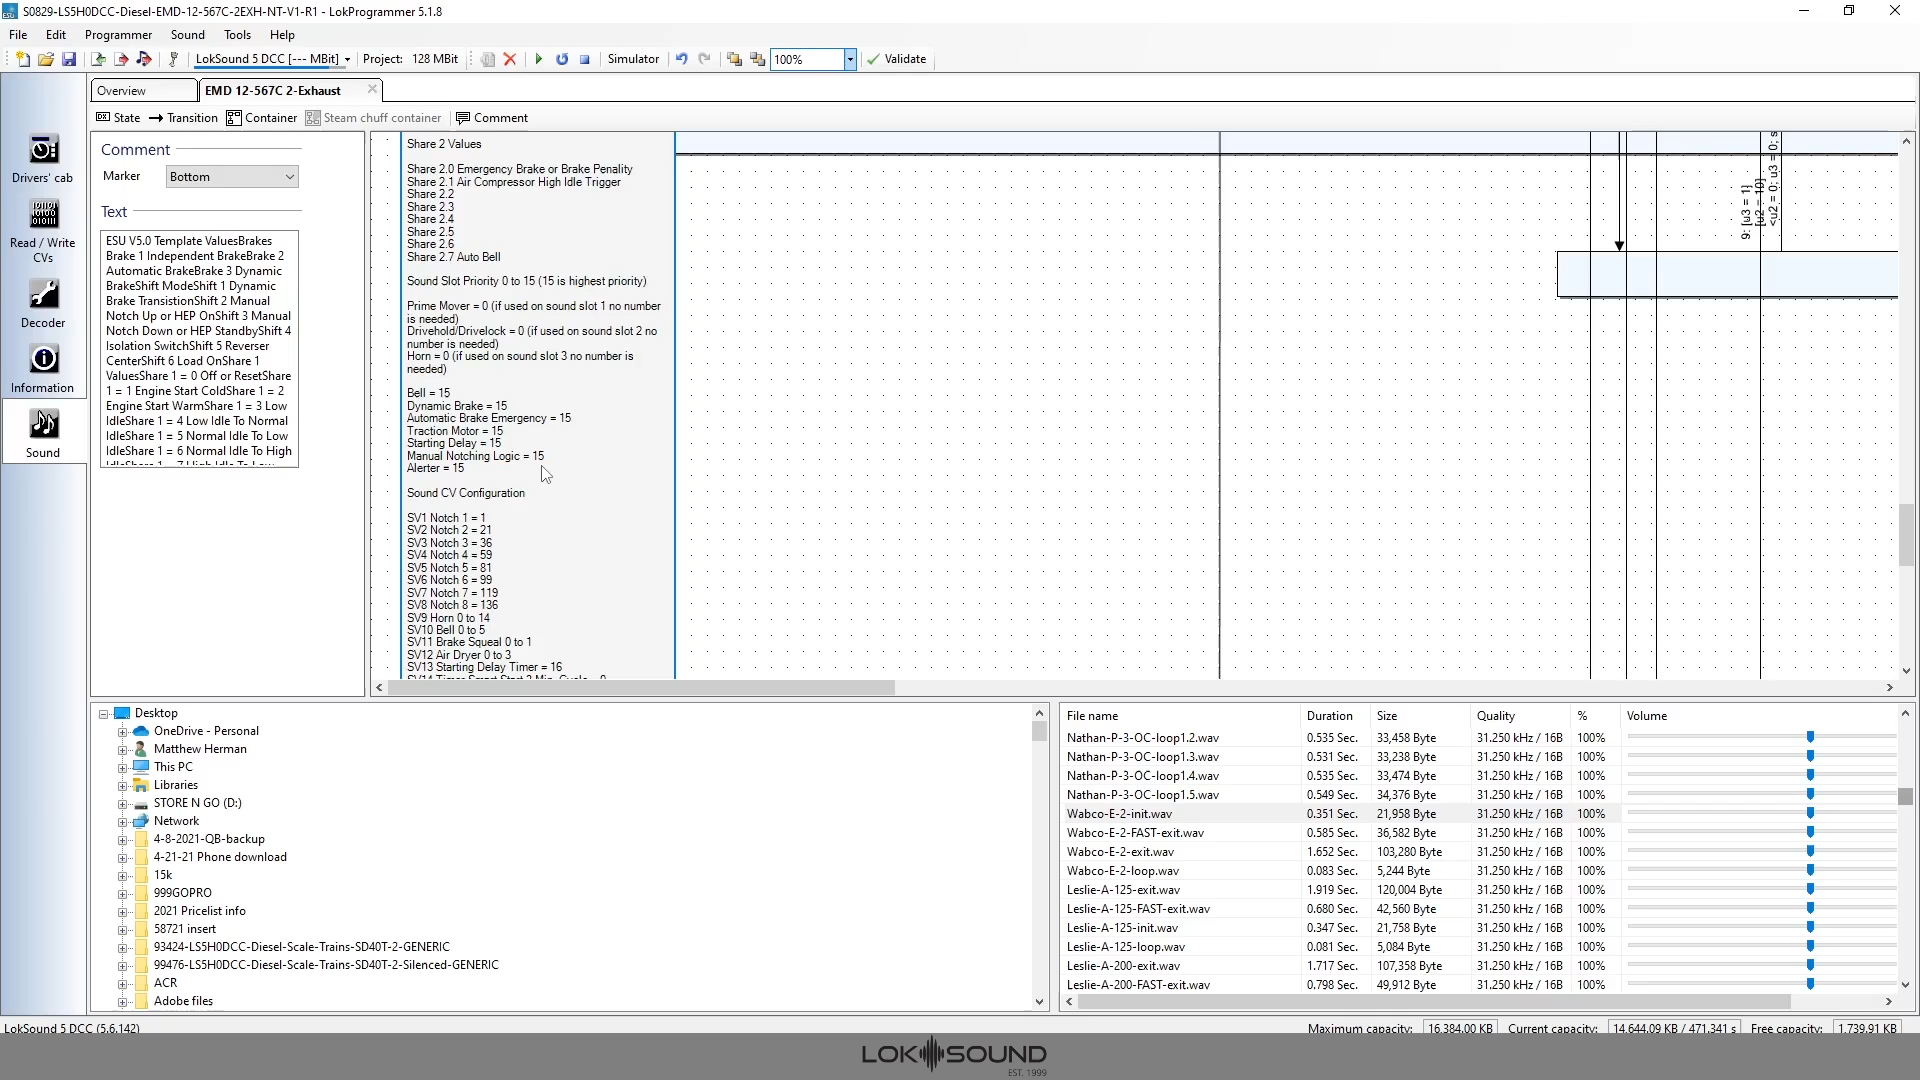 S0829-LS5H0DCC-Diesel-EMD-12-567C-2EXH-NT-V1-R1 - LokProgrammer 5.1.8
File Edit Programmer Sound Tools Help
LokSound 5 DCC [--- MBit] Project: 128 MBit Simulator 100% Validate
Overview EMD 12-567C 2-Exhaust
State Transition Container Steam chuff container Comment
Drivers' cab
Read / Write
CVs
Decoder
Information
Sound
Comment
Marker Bottom
Text
ESU V5.0 Template ValuesBrakes
Brake 1 Independent BrakeBrake 2
Automatic BrakeBrake 3 Dynamic
BrakeShift ModeShift 1 Dynamic
Brake TransistionShift 2 Manual
Notch Up or HEP OnShift 3 Manual
Notch Down or HEP StandbyShift 4
Isolation SwitchShift 5 Reverser
CenterShift 6 Load OnShare 1
ValuesShare 1 = 0 Off or ResetShare
1 = 1 Engine Start ColdShare 1 = 2
Engine Start WarmShare 1 = 3 Low
IdleShare 1 = 4 Low Idle To Normal
IdleShare 1 = 5 Normal Idle To Low
IdleShare 1 = 6 Normal Idle To High
Share 2 Values
Share 2.0 Emergency Brake or Brake Penality
Share 2.1 Air Compressor High Idle Trigger
Share 2.2
Share 2.3
Share 2.4
Share 2.5
Share 2.6
Share 2.7 Auto Bell
Sound Slot Priority 0 to 15 (15 is highest priority)
Prime Mover = 0 (if used on sound slot 1 no number
is needed)
Drivehold/Drivelock = 0 (if used on sound slot 2 no
number is needed)
Horn = 0 (if used on sound slot 3 no number is
needed)
Bell = 15
Dynamic Brake = 15
Automatic Brake Emergency = 15
Traction Motor = 15
Starting Delay = 15
Manual Notching Logic = 15
Alerter = 15
Sound CV Configuration
SV1 Notch 1 = 1
SV2 Notch 2 = 21
SV3 Notch 3 = 36
SV4 Notch 4 = 59
SV5 Notch 5 = 81
SV6 Notch 6 = 99
SV7 Notch 7 = 119
SV8 Notch 8 = 136
SV9 Horn 0 to 14
SV10 Bell 0 to 5
SV11 Brake Squeal 0 to 1
SV12 Air Dryer 0 to 3
SV13 Starting Delay Timer = 16
9: [u3 = 1]
[u2 = 10]
<u2 = 0; u3 = 0; s
Desktop
OneDrive - Personal
Matthew Herman
This PC
Libraries
STORE N GO (D:)
Network
4-8-2021-QB-backup
4-21-21 Phone download
15k
999GOPRO
2021 Pricelist info
58721 insert
93424-LS5H0DCC-Diesel-Scale-Trains-SD40T-2-GENERIC
99476-LS5H0DCC-Diesel-Scale-Trains-SD40T-2-Silenced-GENERIC
ACR
Adobe files
File name Duration Size Quality % Volume
Nathan-P-3-OC-loop1.2.wav 0.535 Sec. 33,458 Byte 31.250 kHz / 16B 100%
Nathan-P-3-OC-loop1.3.wav 0.531 Sec. 33,238 Byte 31.250 kHz / 16B 100%
Nathan-P-3-OC-loop1.4.wav 0.535 Sec. 33,474 Byte 31.250 kHz / 16B 100%
Nathan-P-3-OC-loop1.5.wav 0.549 Sec. 34,376 Byte 31.250 kHz / 16B 100%
Wabco-E-2-init.wav 0.351 Sec. 21,958 Byte 31.250 kHz / 16B 100%
Wabco-E-2-FAST-exit.wav 0.585 Sec. 36,582 Byte 31.250 kHz / 16B 100%
Wabco-E-2-exit.wav 1.652 Sec. 103,280 Byte 31.250 kHz / 16B 100%
Wabco-E-2-loop.wav 0.083 Sec. 5,244 Byte 31.250 kHz / 16B 100%
Leslie-A-125-exit.wav 1.919 Sec. 120,004 Byte 31.250 kHz / 16B 100%
Leslie-A-125-FAST-exit.wav 0.680 Sec. 42,560 Byte 31.250 kHz / 16B 100%
Leslie-A-125-init.wav 0.347 Sec. 21,758 Byte 31.250 kHz / 16B 100%
Leslie-A-125-loop.wav 0.081 Sec. 5,084 Byte 31.250 kHz / 16B 100%
Leslie-A-200-exit.wav 1.717 Sec. 107,358 Byte 31.250 kHz / 16B 100%
Leslie-A-200-FAST-exit.wav 0.798 Sec. 49,912 Byte 31.250 kHz / 16B 100%
LokSound 5 DCC (5.6.142) Maximum capacity: 16,384.00 KB Current capacity: 14,644.09 KB / 471.341 s Free capacity: 1,739.91 KB
LOKSOUND
EST. 1999